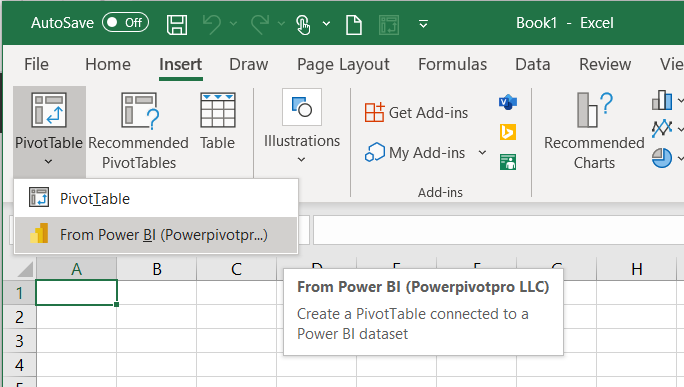 AutoSave Off Book1 - Excel
File Home Insert Draw Page Layout Formulas Data Review Vie
PivotTable
Recommended
PivotTables
Table
Illustrations
Get Add-ins
My Add-ins
Add-ins
Recommended
Charts
PivotTable
From Power BI (Powerpivotpr...)
A B C D E F G H
From Power BI (Powerpivotpro LLC)
Create a PivotTable connected to a
Power BI dataset
1
2
3
4